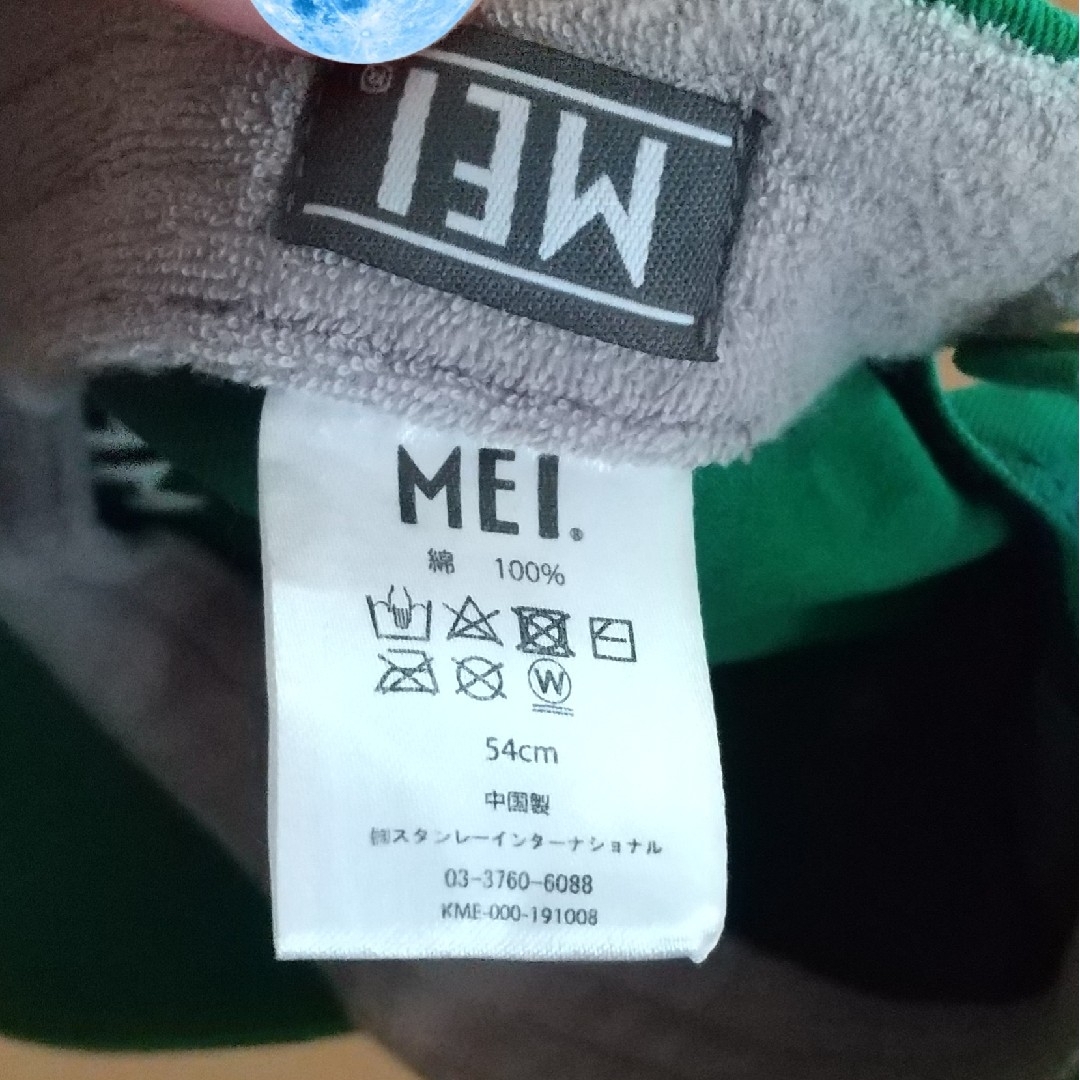 MEI®
MEI®
綿 100%
W
54cm
中国製
㈱スタンレーインターナショナル
03-3760-6088
KME-000-191008